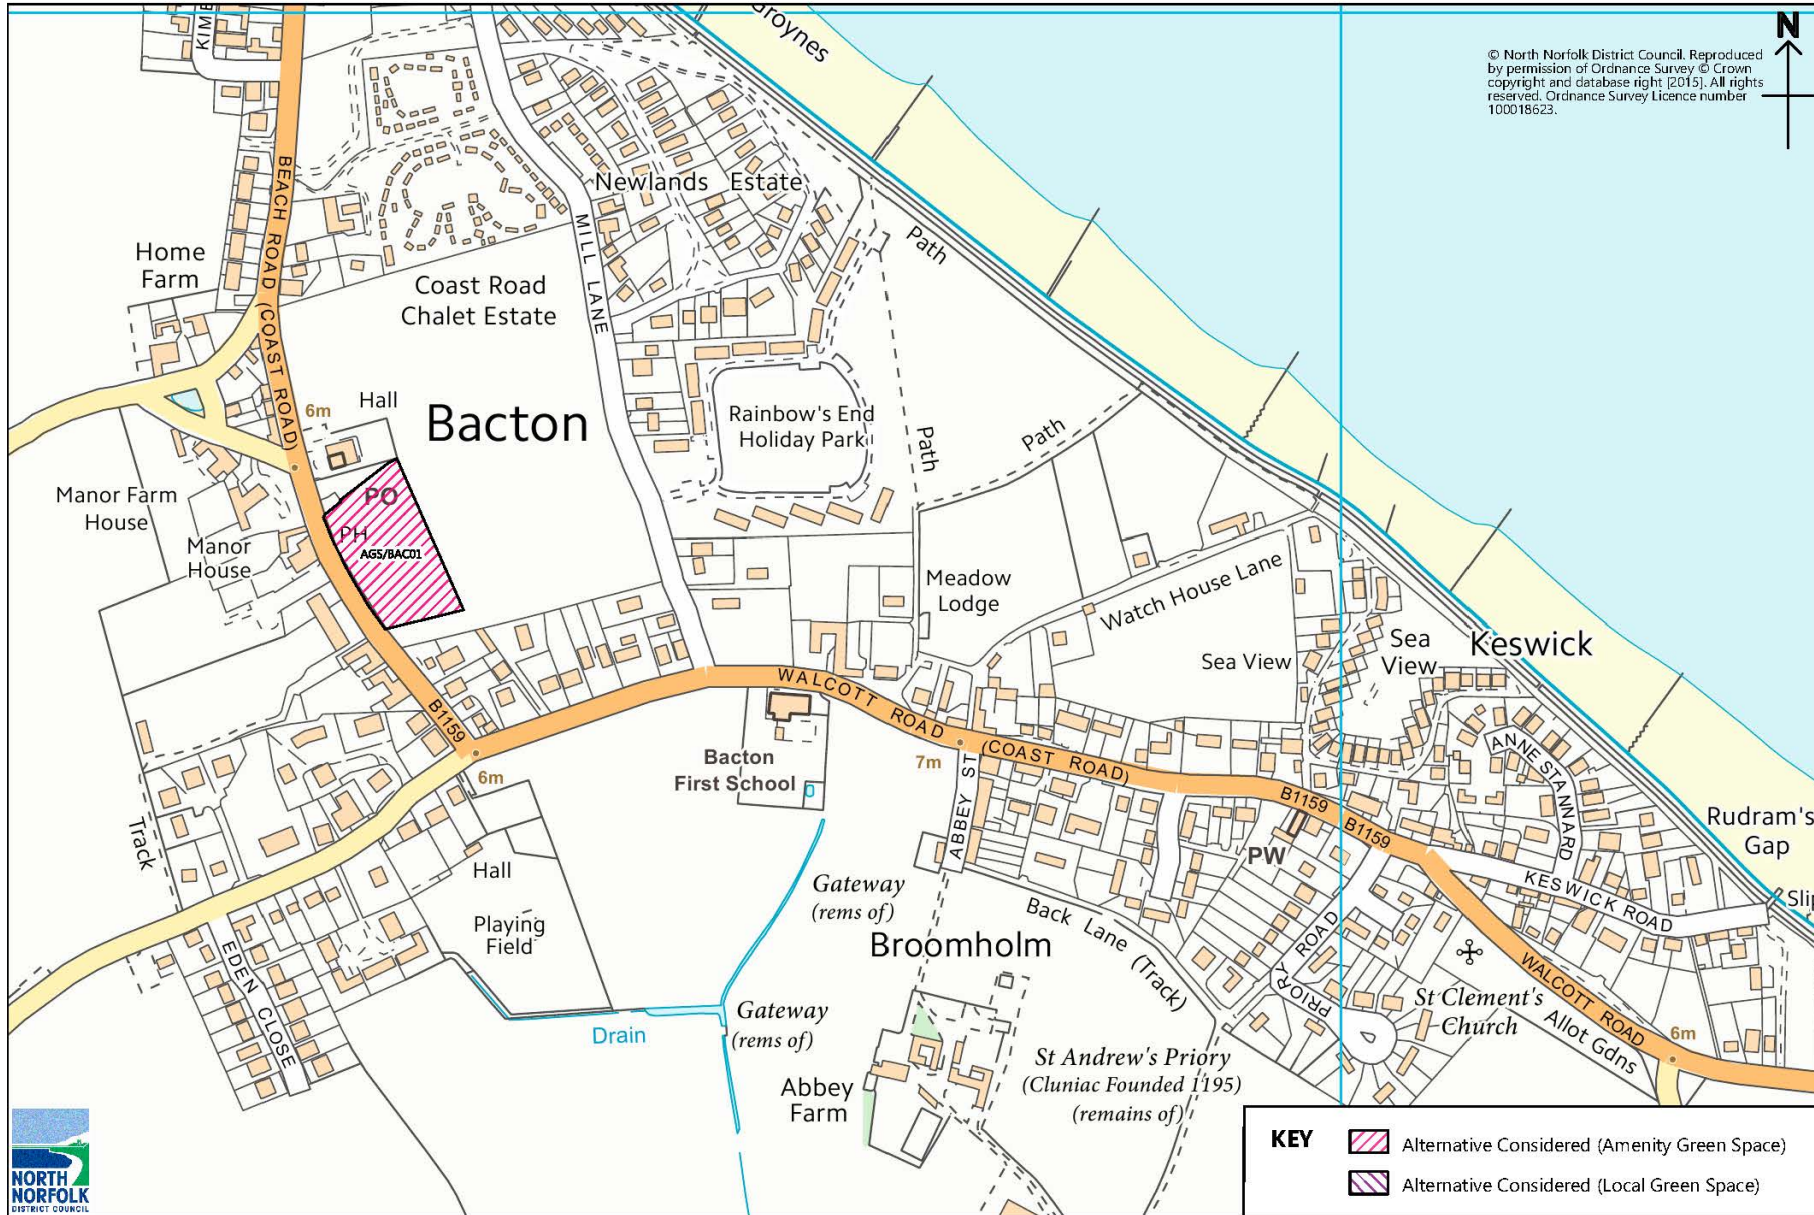 Groynes
N
© North Norfolk District Council. Reproduced
by permission of Ordnance Survey © Crown
copyright and database right [2015]. All rights
reserved. Ordnance Survey Licence number
100018623.
BEACH ROAD (COAST ROAD)
Newlands Estate
MILL LANE
Path
Home
Farm
Coast Road
Chalet Estate
Hall
6m
Bacton
Rainbow's End
Holiday Park
Path
Path
Manor Farm
House
Manor
House
PO
PH
AGS/BAC01
Meadow
Lodge
Watch House Lane
Sea View
Sea
View
Keswick
B1159
6m
WALCOTT ROAD (COAST ROAD)
7m
Bacton
First School
ABBEY ST
B1159
B1159
ANNE STANNARD
Rudram's
Gap
Track
Hall
Playing
Field
EDEN CLOSE
Gateway
(rems of)
PW
KESWICK ROAD
Back Lane (Track)
Broomholm
PRIORY ROAD
WALCOTT ROAD
St Clement's
Church
Allot Gdns
6m
Gateway
(rems of)
Drain
St Andrew's Priory
(Cluniac Founded 1195)
(remains of)
Abbey
Farm
KEY
Alternative Considered (Amenity Green Space)
Alternative Considered (Local Green Space)
NORTH
NORFOLK
DISTRICT COUNCIL